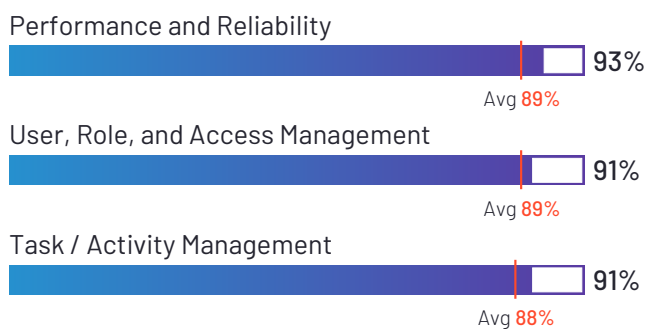 Performance and Reliability
93%
Avg 89%
User, Role, and Access Management
91%
Avg 89%
Task / Activity Management
91%
Avg 88%